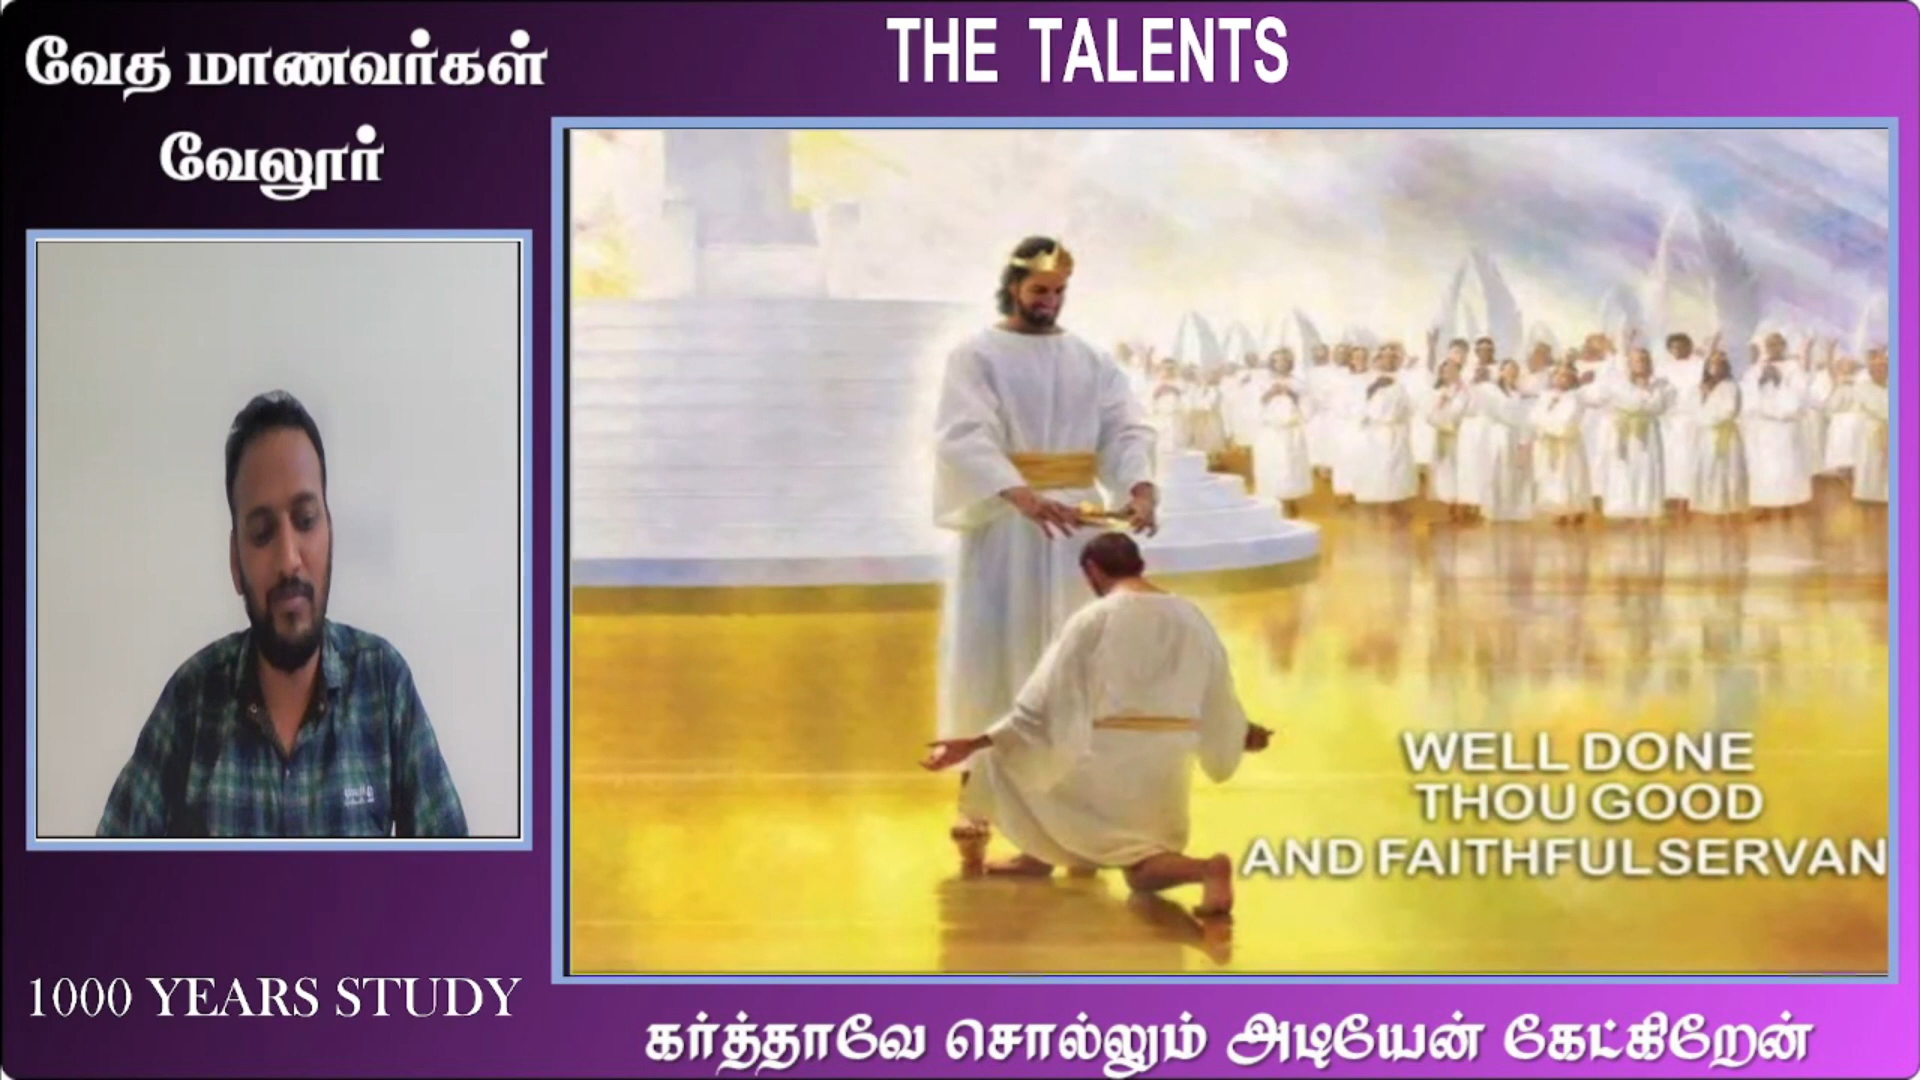 வேத மாணவர்கள்
வேலூர்
THE TALENTS
WELL DONE
THOU GOOD
AND FAITHFUL SERVAN
1000 YEARS STUDY
கர்த்தாவே சொல்லும் அடியேன் கேட்கிறேன்